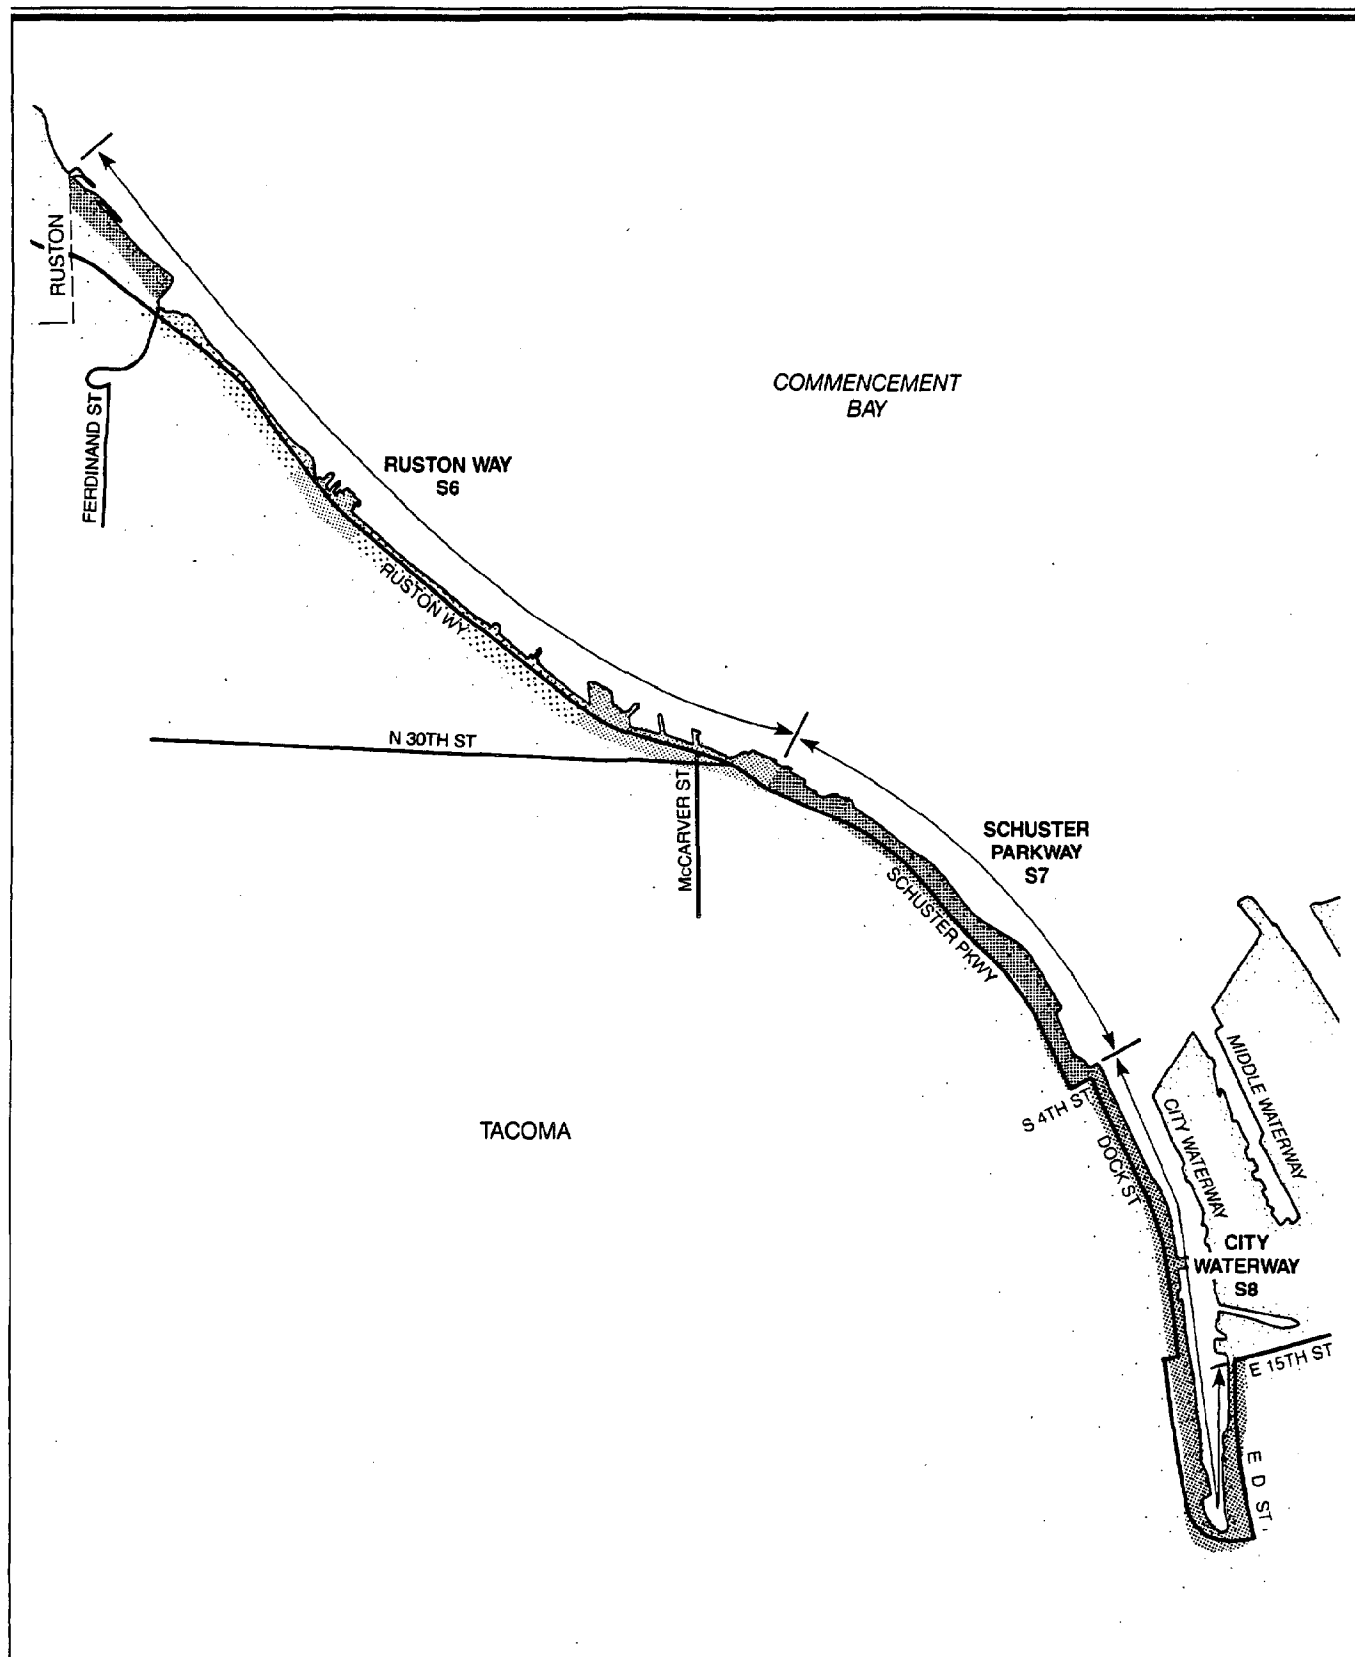 RUSTON
COMMENCEMENT
BAY
FERDINAND ST
RUSTON WAY
S6
RUSTON WY
N 30TH ST
McCARVER ST
SCHUSTER
PARKWAY
S7
SCHUSTER PKWY
MIDDLE WATERWAY
CITY WATERWAY
S 4TH ST
DOCK ST
TACOMA
CITY
WATERWAY
S8
E 15TH ST
E D ST.